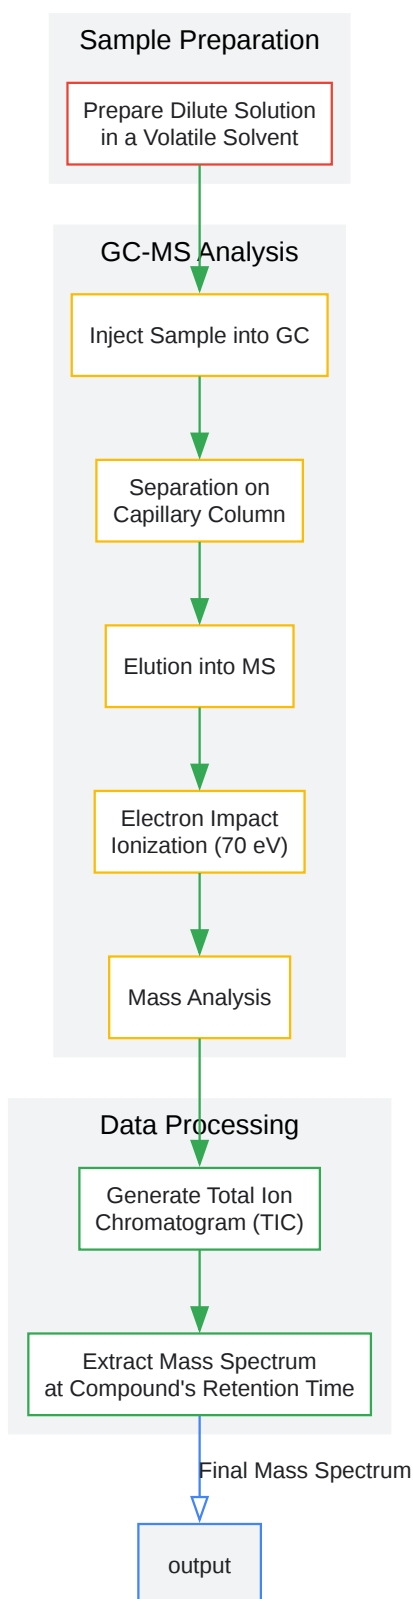 Sample Preparation
Prepare Dilute Solution
in a Volatile Solvent
GC-MS Analysis
Inject Sample into GC
Separation on
Capillary Column
Elution into MS
Electron Impact
Ionization (70 eV)
Mass Analysis
Data Processing
Generate Total Ion
Chromatogram (TIC)
Extract Mass Spectrum
at Compound's Retention Time
Final Mass Spectrum
output